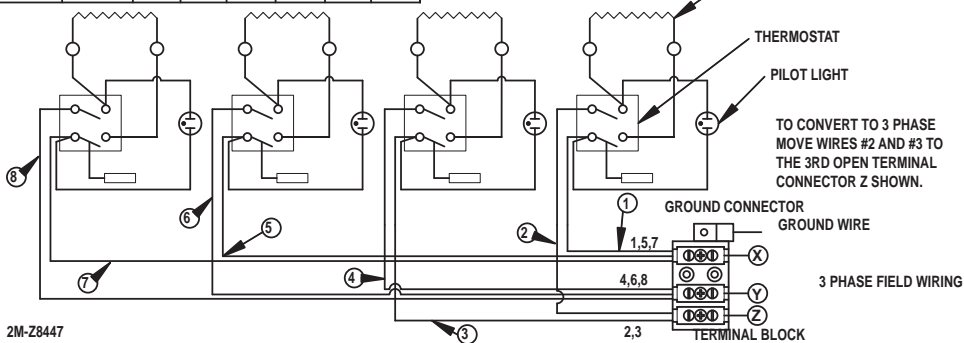 THERMOSTAT
PILOT LIGHT
TO CONVERT TO 3 PHASE
MOVE WIRES #2 AND #3 TO
THE 3RD OPEN TERMINAL
CONNECTOR Z SHOWN.
8
6
5
1
GROUND CONNECTOR
GROUND WIRE
2
1,5,7
X
7
4
4,6,8
3 PHASE FIELD WIRING
Y
Z
2M-Z8447
3
2,3
TERMINAL BLOCK